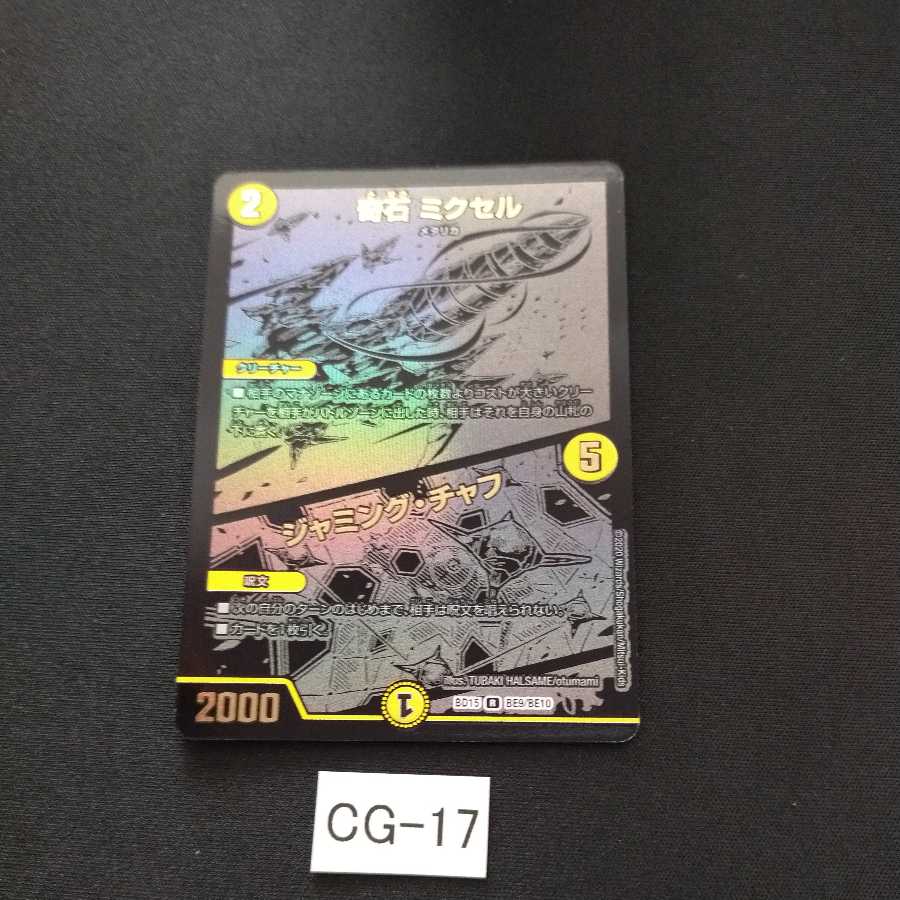 2
奇石 ミクセル
メタリカ
クリーチャー
■相手のマナゾーンにあるカードの枚数よりコストが大きいクリー
チャーを相手がバトルゾーンに出した時、相手はそれを自身の山札の
下に置く。
5
ジャミング・チャフ
呪文
■次の自分のターンのはじめまで、相手は呪文を唱えられない。
■カードを1枚引く。
©2020 Wizards/Shogakukan/Mitsui-Kids
illus. TUBAKI HALSAME/otumami
2000
1
BD15 R BE9/BE10
CG-17